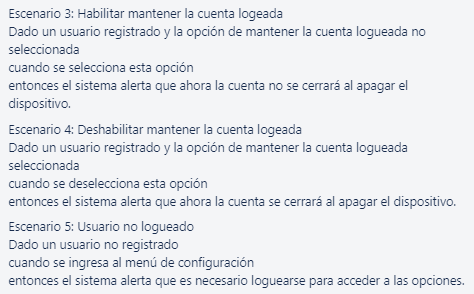 Escenario 3: Habilitar mantener la cuenta logeada
Dado un usuario registrado y la opción de mantener la cuenta logueada no
seleccionada
cuando se selecciona esta opción
entonces el sistema alerta que ahora la cuenta no se cerrará al apagar el
dispositivo.
Escenario 4: Deshabilitar mantener la cuenta logeada
Dado un usuario registrado y la opción de mantener la cuenta logueada
seleccionada
cuando se deselecciona esta opción
entonces el sistema alerta que ahora la cuenta se cerrará al apagar el dispositivo.
Escenario 5: Usuario no logueado
Dado un usuario no registrado
cuando se ingresa al menú de configuración
entonces el sistema alerta que es necesario loguearse para acceder a las opciones.